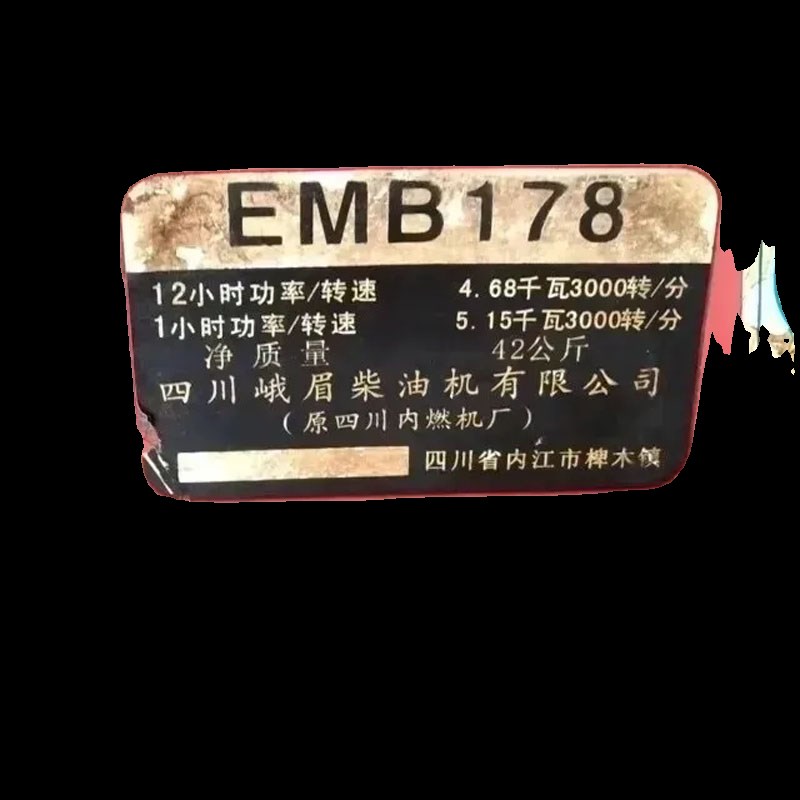 EMB178
12小时功率/转速 4.68千瓦3000转/分
1小时功率/转速 5.15千瓦3000转/分
净质量 42公斤
四川峨眉柴油机有限公司
(原四川内燃机厂)
四川省内江市椑木镇